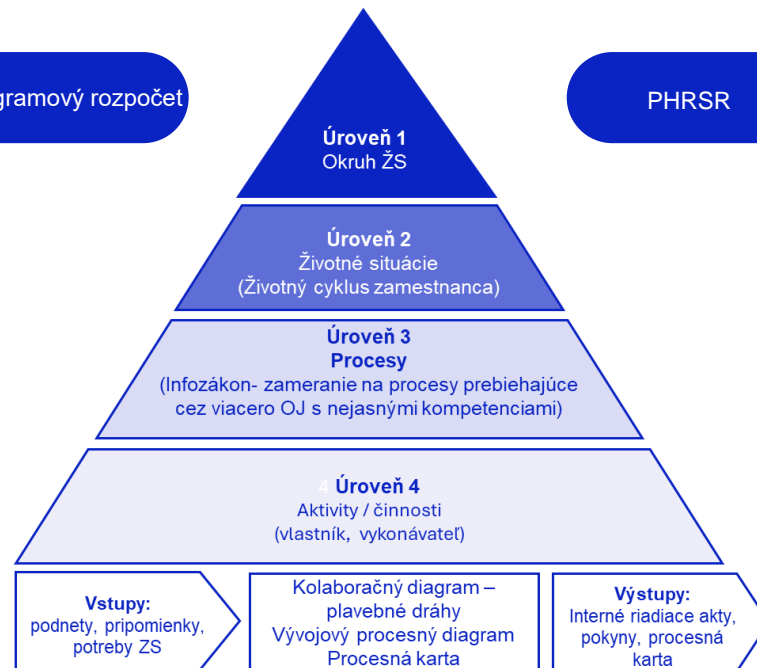 gramový rozpočet
PHRSR
Úroveň 1
Okruh ŽS
Úroveň 2
Životné situácie
(Životný cyklus zamestnanca)
Úroveň 3
Procesy
(Infozákon- zameranie na procesy prebiehajúce
cez viacero OJ s nejasnými kompetenciami)
4 Úroveň 4
Aktivity / činnosti
(vlastník, vykonávateľ)
Vstupy:
podnety, pripomienky,
potreby ZS
Kolaboračný diagram –
plavebné dráhy
Vývojový procesný diagram
Procesná karta
Výstupy:
Interné riadiace akty,
pokyny, procesná
karta